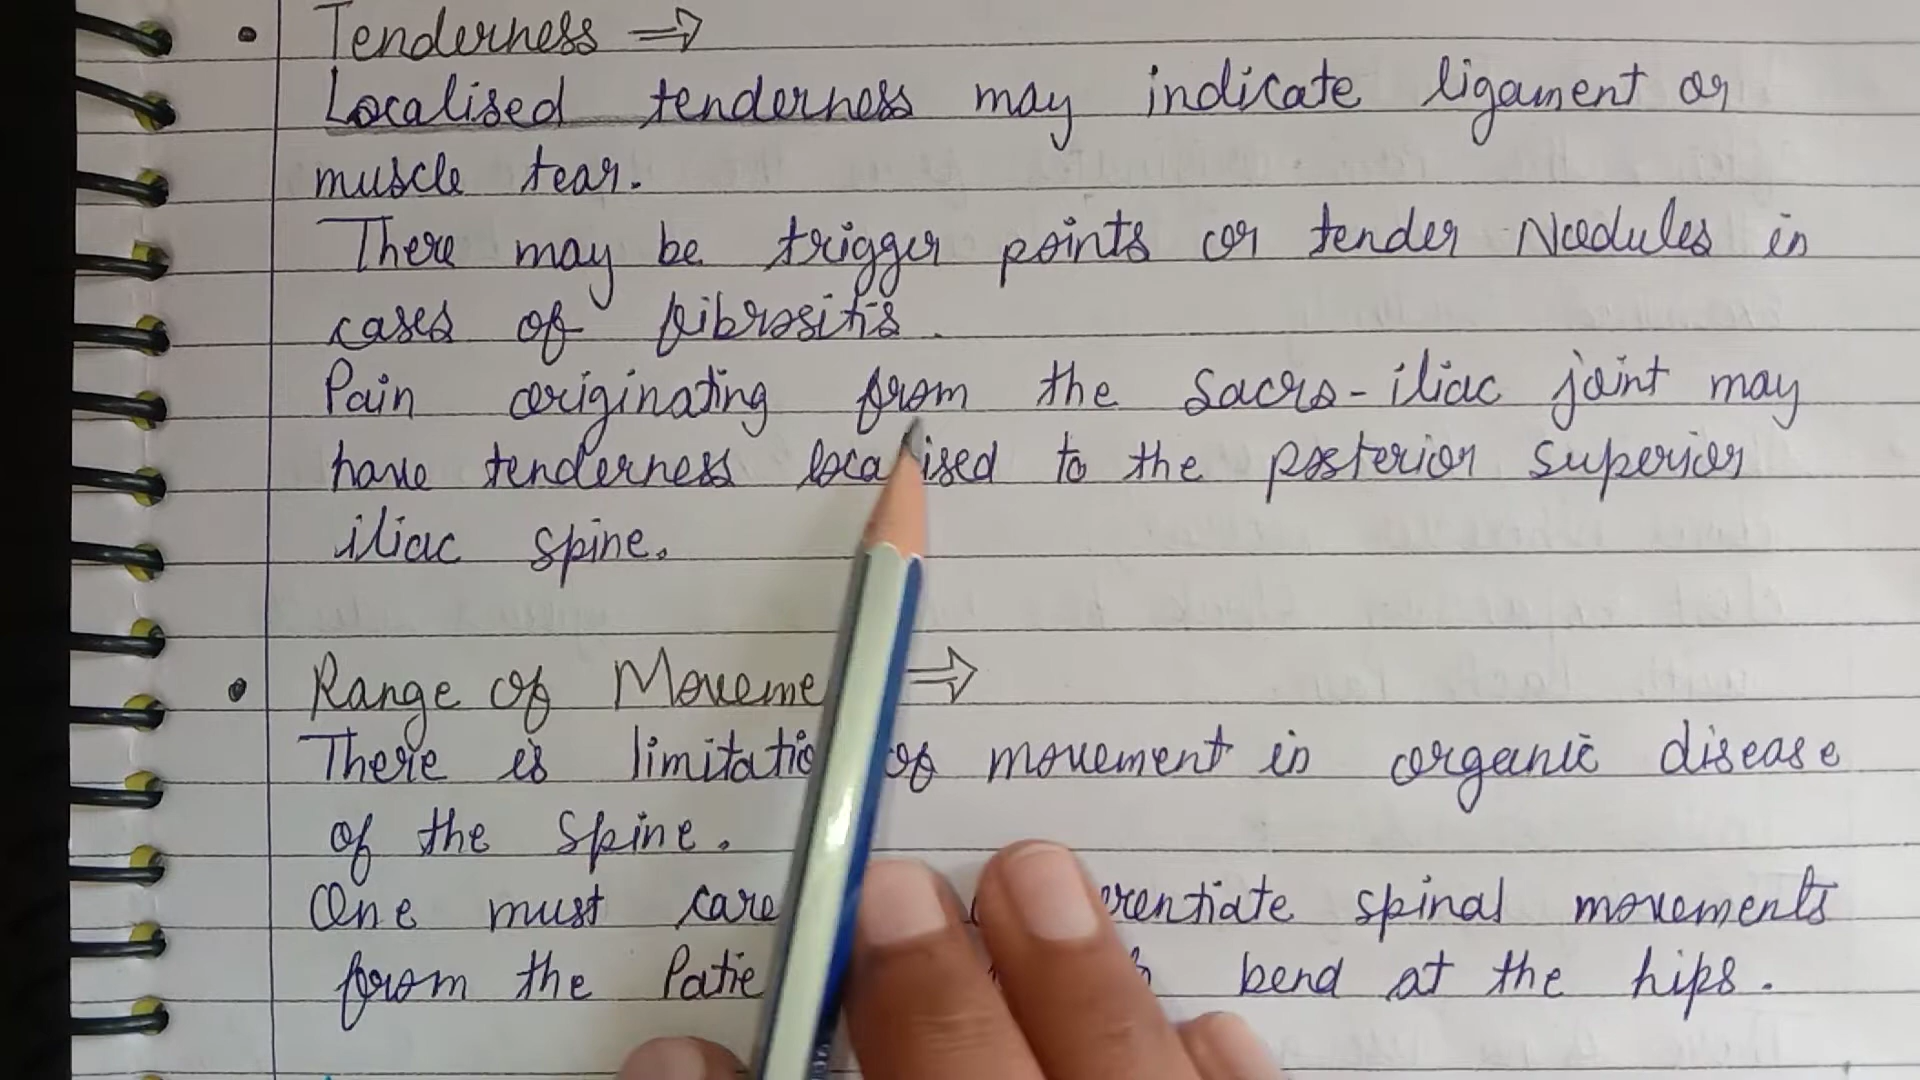 • Tenderness ⇒
Localised tenderness may indicate ligament or
muscle tear.
There may be trigger points or tender Nodules in
cases of fibrositis.
Pain originating from the Sacro-iliac joint may
have tenderness localised to the posterior superior
iliac spine.
• Range of Moveme ⇒
There is limitatio of movement in organic disease
of the spine.
One must care erentiate spinal movements
from the Patie bend at the hips.